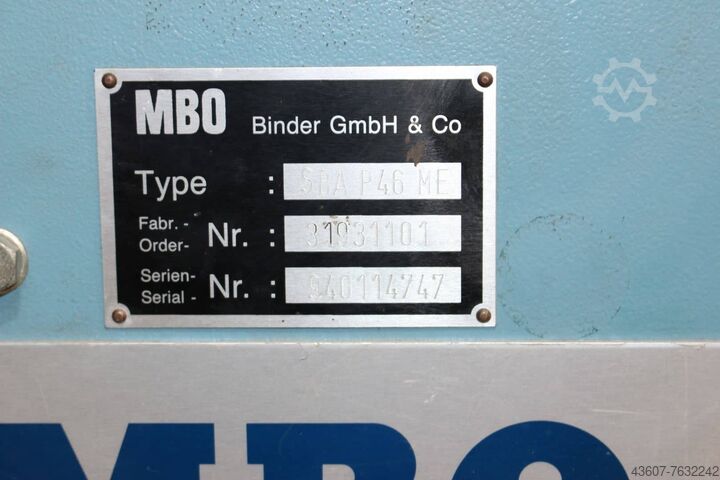 MBO Binder GmbH & Co
Type : SBA P46 ME
Fabr. -
Order- Nr. : 31931101
Serien-
Serial - Nr. : 940114747
MBO
43607-7632242